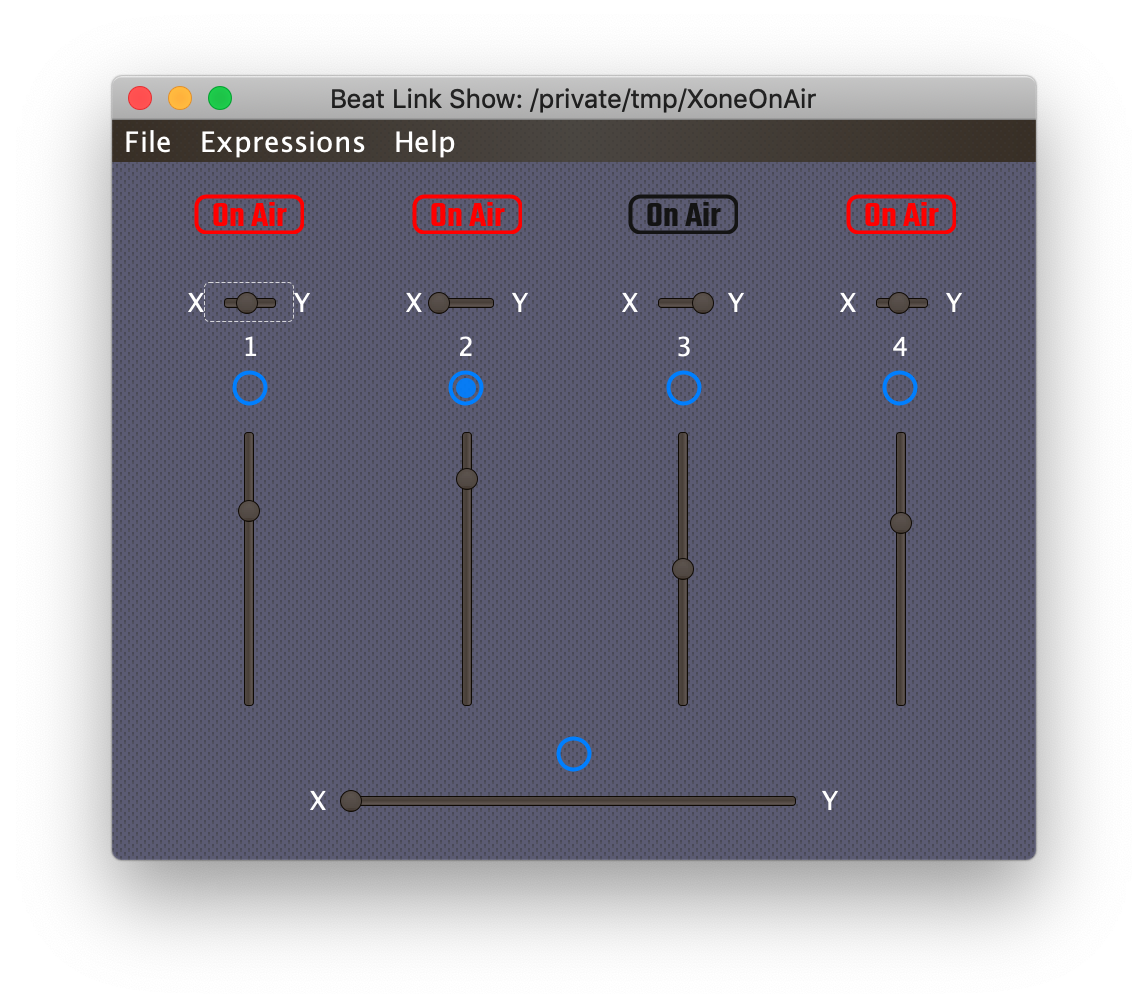 Beat Link Show: /private/tmp/XoneOnAir
File Expressions Help
On Air On Air On Air On Air
X Y X Y X Y X Y
1 2 3 4
X Y